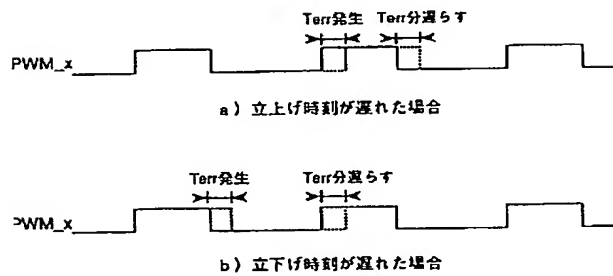 Terr発生 Terr分遅らす
PWM_x
a)立上げ時刻が遅れた場合
Terr発生 Terr分遅らす
PWM_x
b)立下げ時刻が遅れた場合